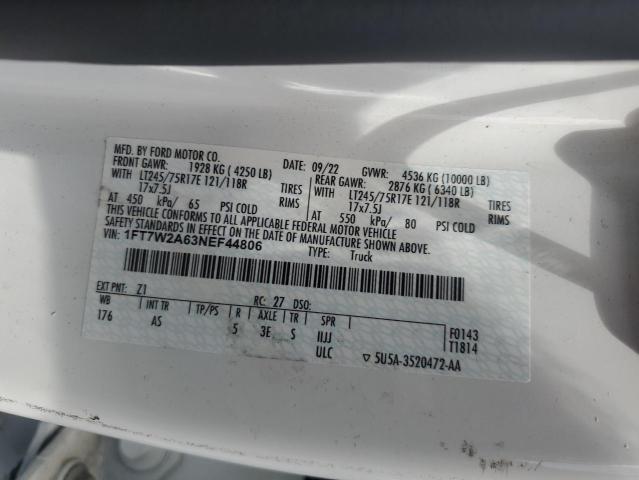 MFD. BY FORD MOTOR CO.
DATE: 09/22 GVWR: 4536 KG (10000 LB)
FRONT GAWR: 1928 KG (4250 LB) REAR GAWR: 2876 KG (6340 LB)
WITH LT245/75R17E 121/118R TIRES WITH LT245/75R17E 121/118R TIRES
17x7.5J RIMS 17x7.5J RIMS
AT 450 kPa/ 65 PSI COLD AT 550 kPa/ 80 PSI COLD
THIS VEHICLE CONFORMS TO ALL APPLICABLE FEDERAL MOTOR VEHICLE
SAFETY STANDARDS IN EFFECT ON THE DATE OF MANUFACTURE SHOWN ABOVE.
VIN: 1FT7W2A63NEF44806
TYPE: Truck
EXT PNT: Z1 RC: 27 DSO:
WB INT TR TP/PS R AXLE TR SPR
176 AS 5 3E S IIJJ
ULC
F0143
T1814
5U5A-3520472-AA